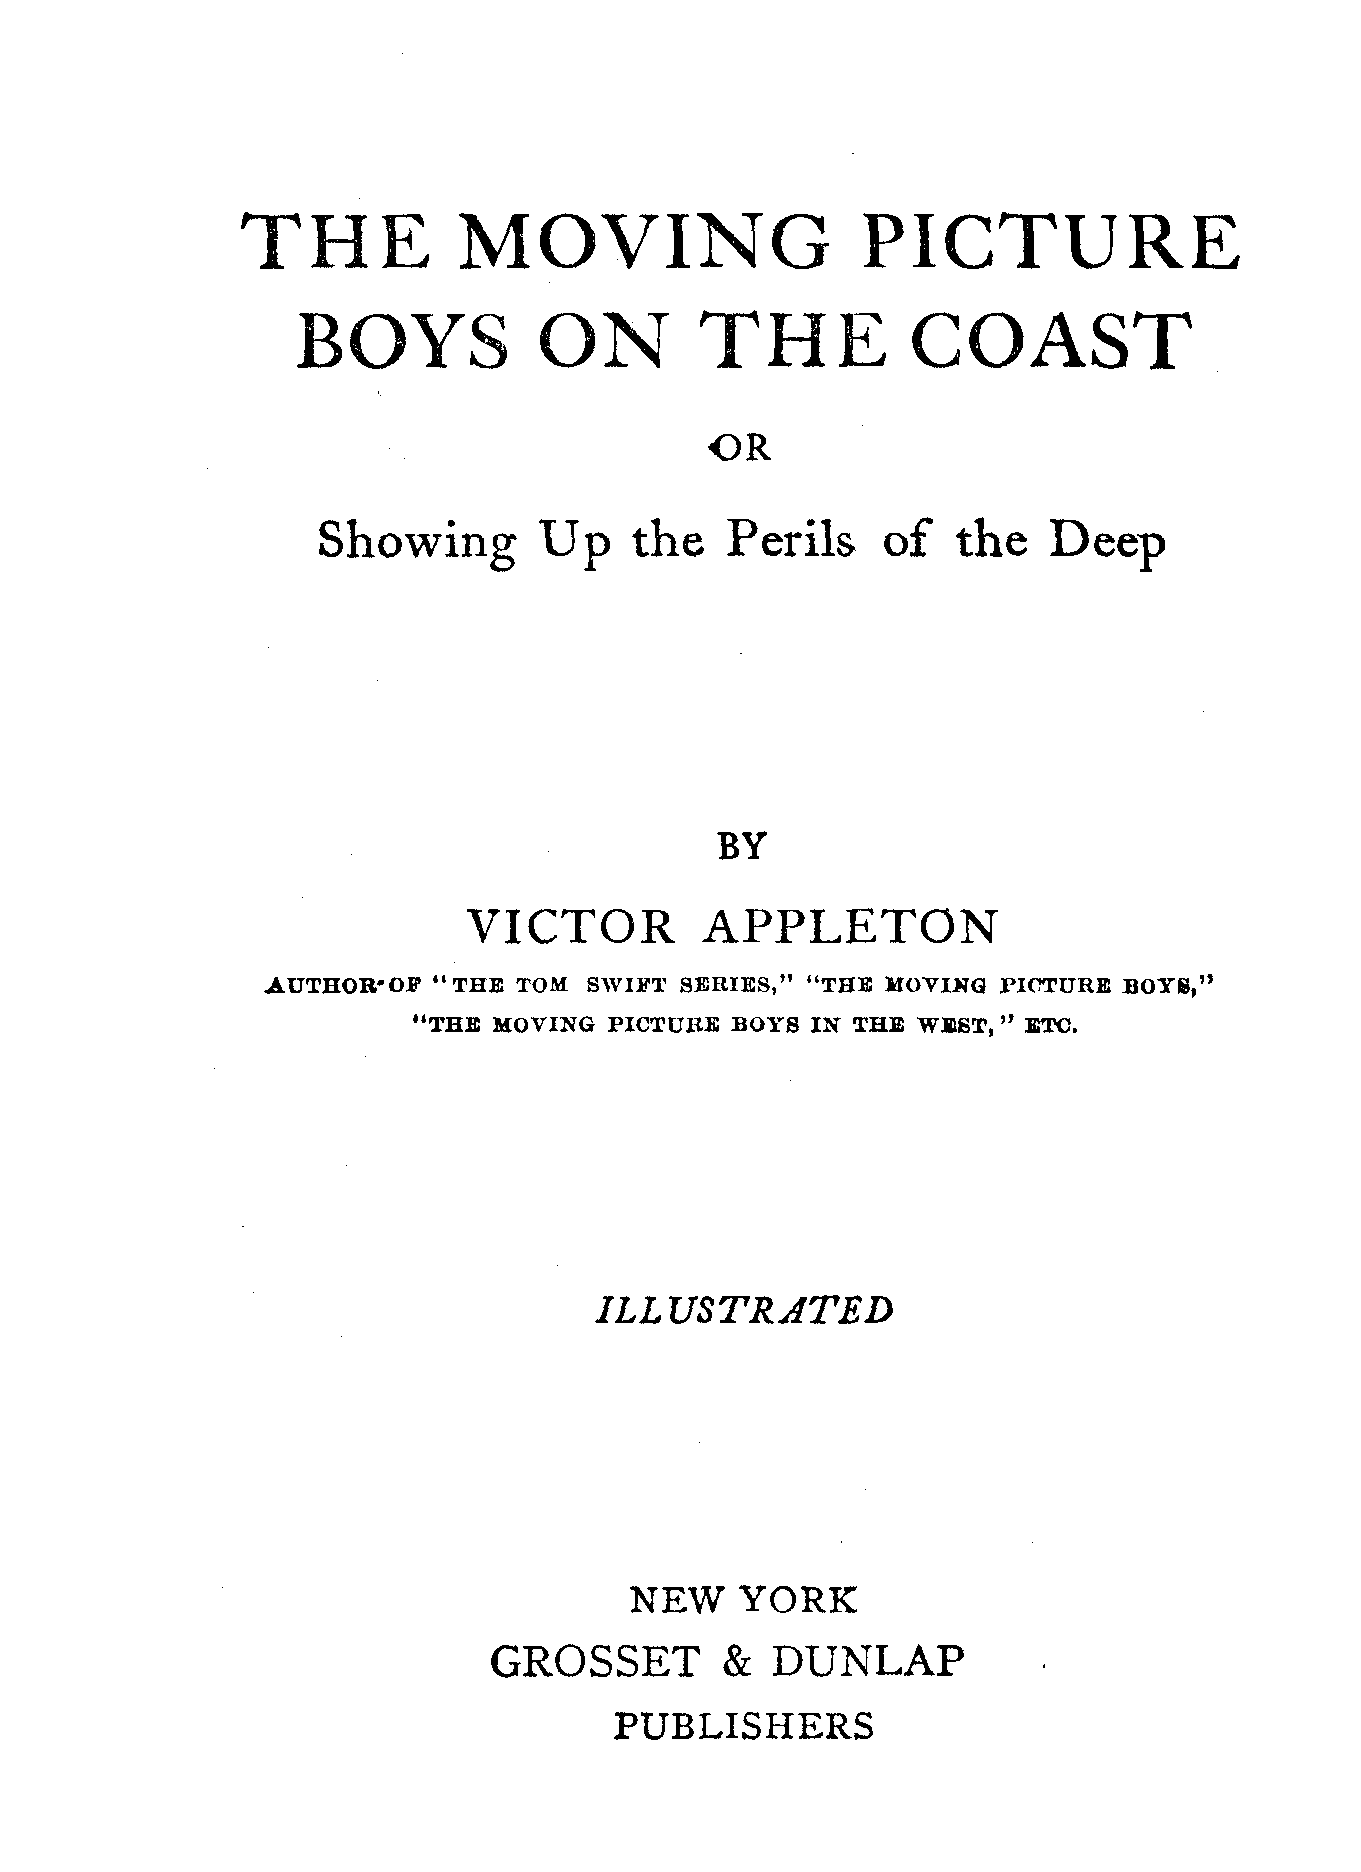 THE MOVING PICTURE
BOYS ON THE COAST
OR
Showing Up the Perils of the Deep
BY
VICTOR APPLETON
AUTHOR OF "THE TOM SWIFT SERIES," "THE MOVING PICTURE BOYS,"
"THE MOVING PICTURE BOYS IN THE WEST," ETC.
ILLUSTRATED
NEW YORK
GROSSET & DUNLAP
PUBLISHERS